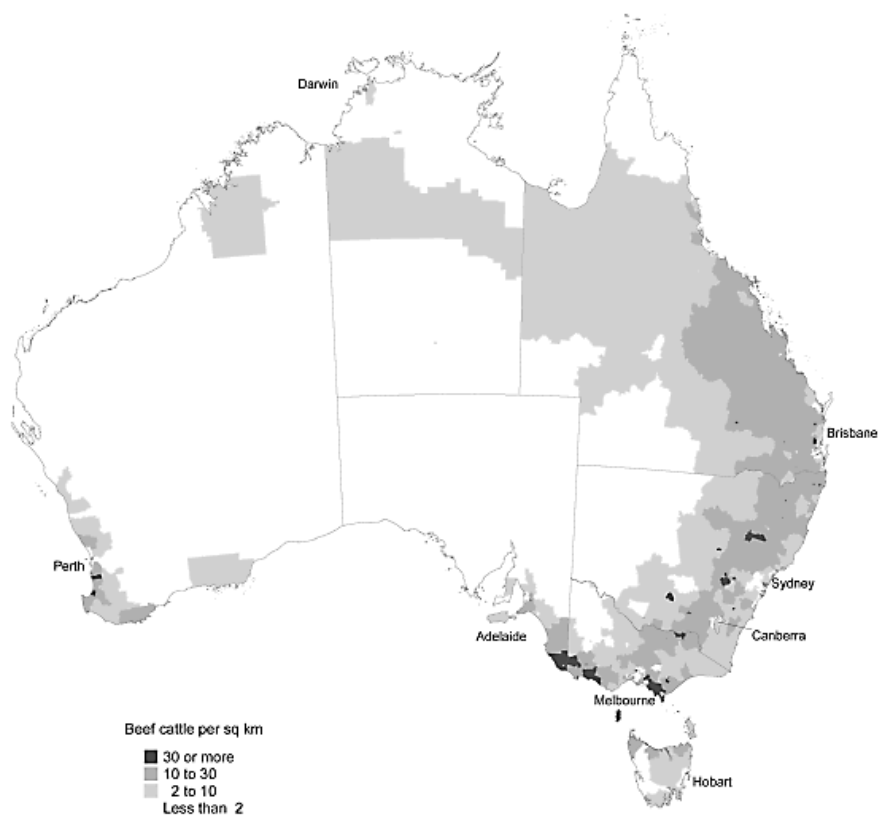 Darwin
Brisbane
Perth
Sydney
Adelaide
Canberra
Melbourne
Beef cattle per sq km
30 or more
10 to 30
2 to 10
Less than 2
Hobart